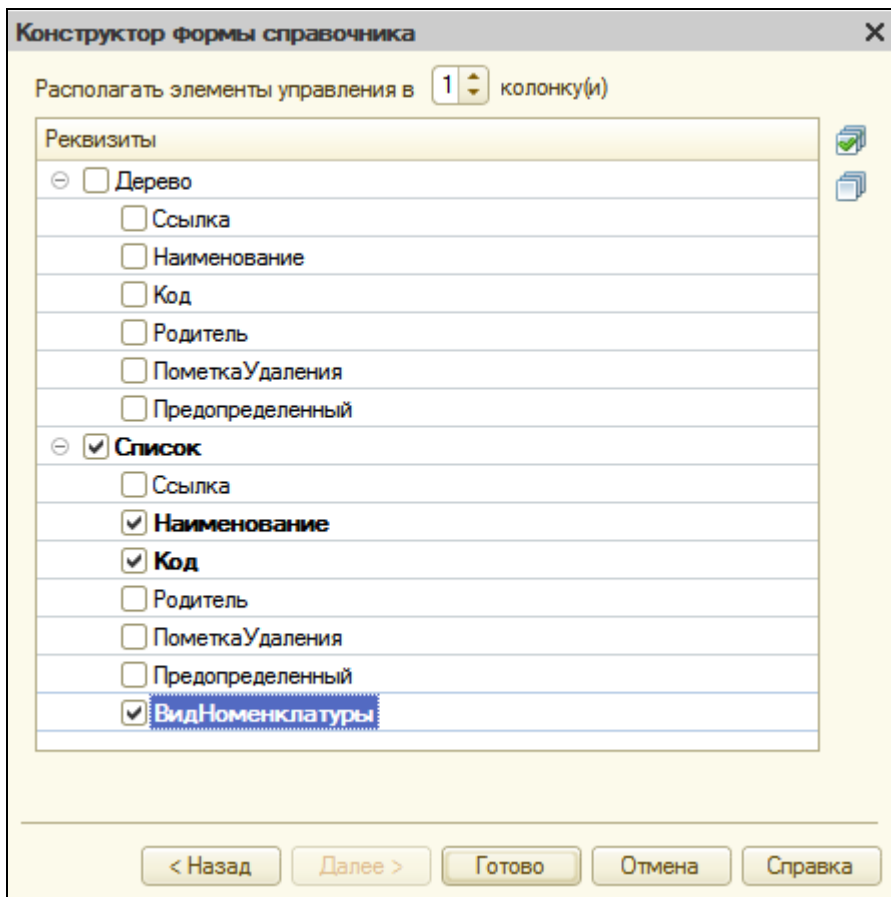 Конструктор формы справочника
Располагать элементы управления в 1 колонку(и)
Реквизиты
Дерево
Ссылка
Наименование
Код
Родитель
ПометкаУдаления
Предопределенный
Список
Ссылка
Наименование
Код
Родитель
ПометкаУдаления
Предопределенный
ВидНоменклатуры
< Назад Далее > Готово Отмена Справка